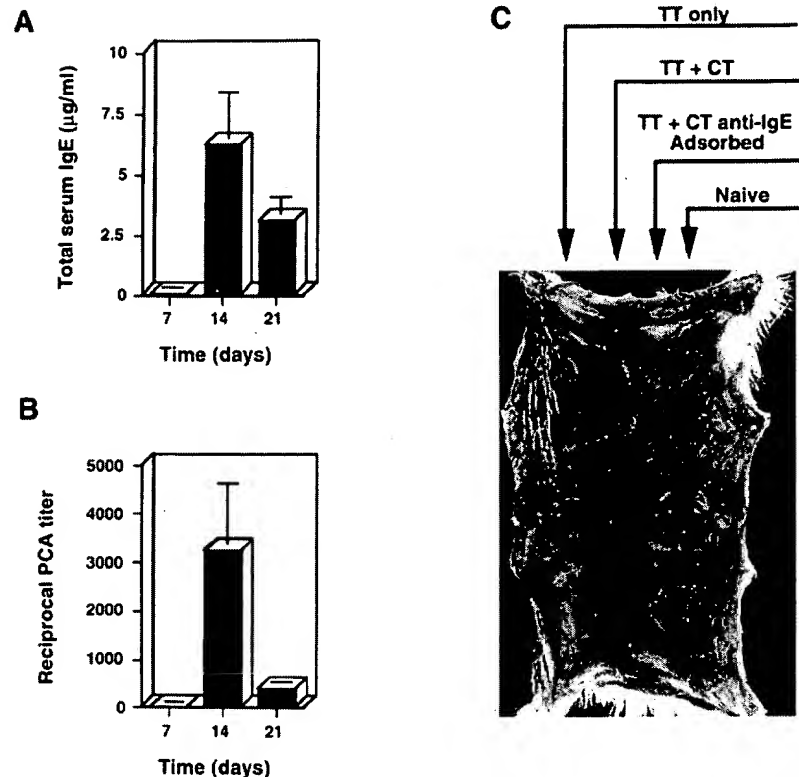 A
Total serum IgE (μg/ml)
10
7.5
5
2.5
0
7 14 21
Time (days)
B
Reciprocal PCA titer
5000
4000
3000
2000
1000
0
7 14 21
Time (days)
C
TT only
TT + CT
TT + CT anti-IgE
Adsorbed
Naive